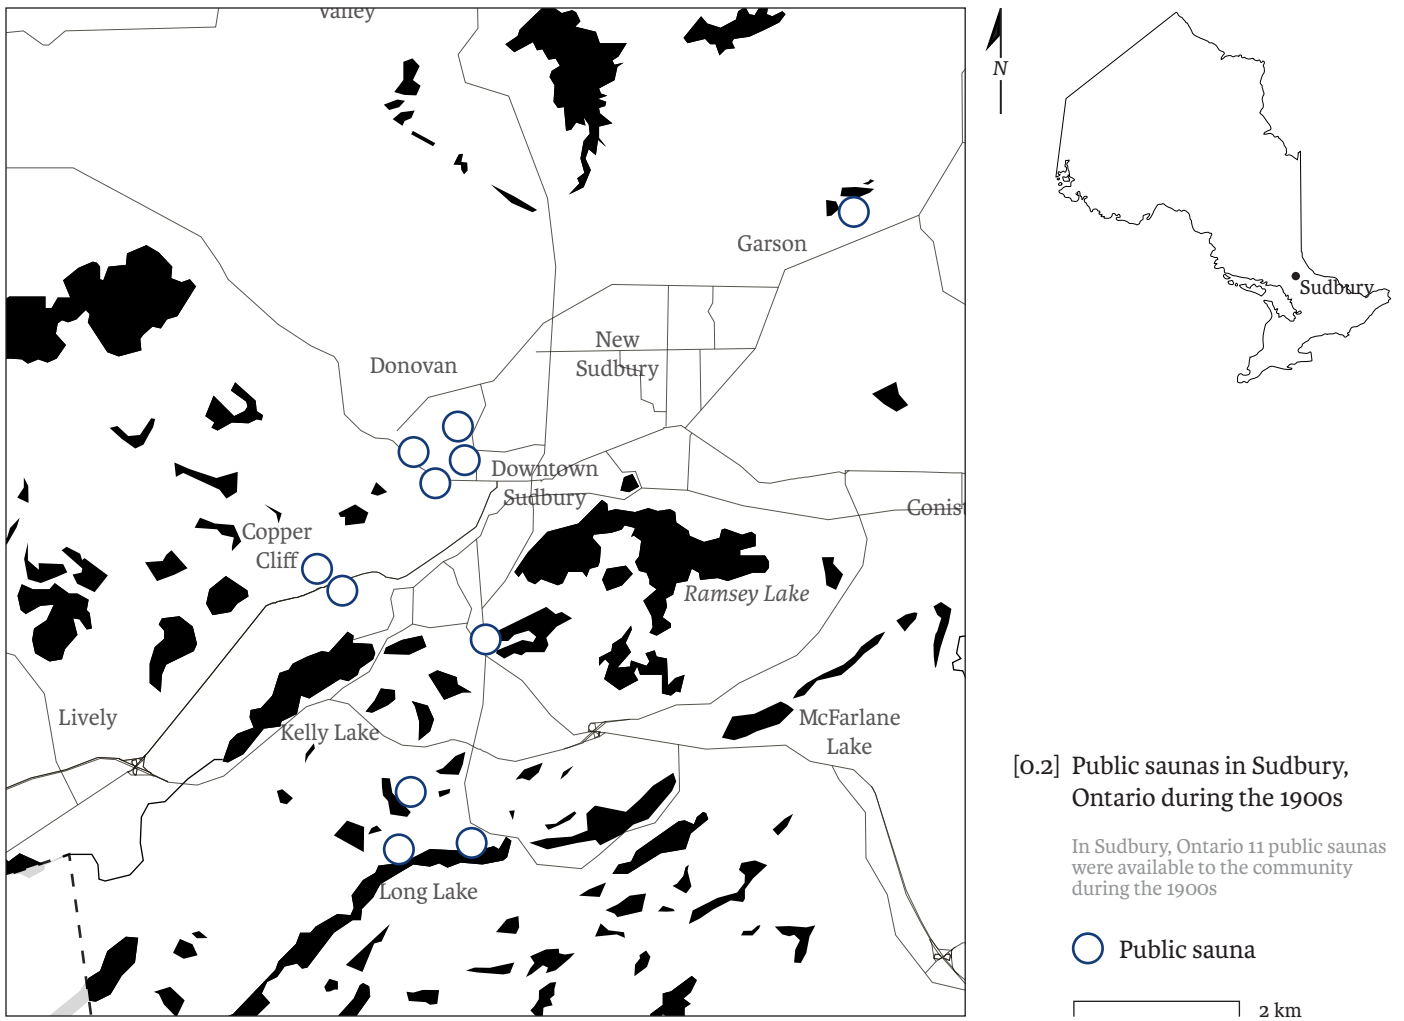 Valley
N
Garson
Sudbury
New
Sudbury
Donovan
Downtown
Sudbury
Conist
Copper
Cliff
Ramsey Lake
Lively
Kelly Lake
McFarlane
Lake
Long Lake
[0.2] Public saunas in Sudbury,
Ontario during the 1900s
In Sudbury, Ontario 11 public saunas
were available to the community
during the 1900s
Public sauna
2 km